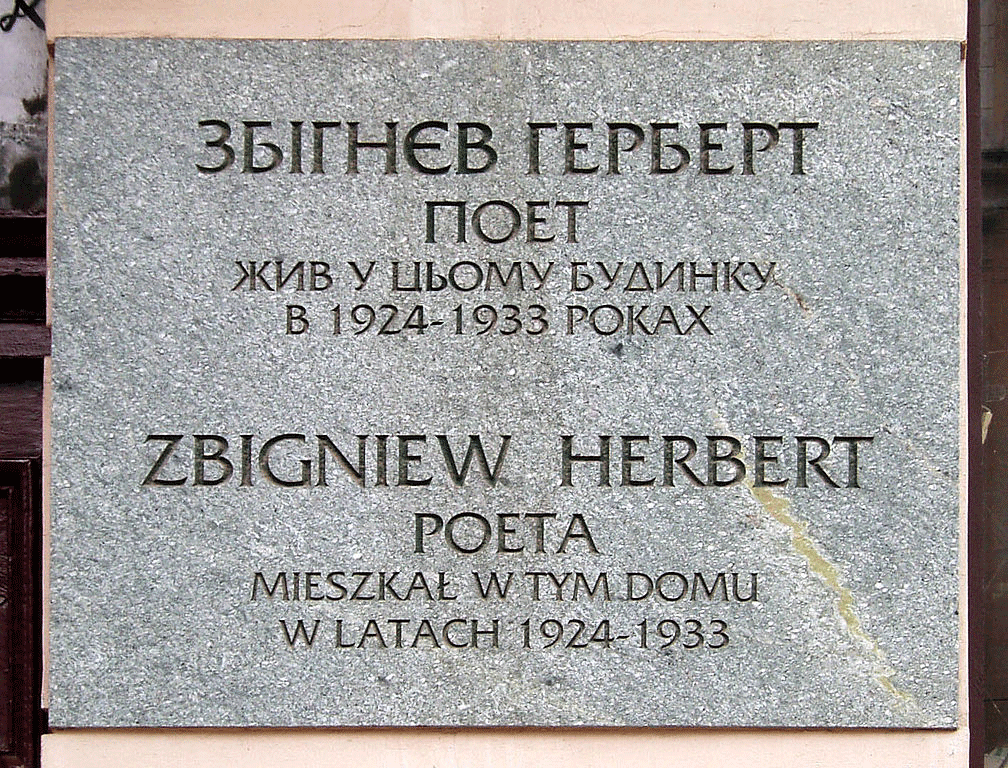 ЗБІГНЄВ ГЕРБЕРТ
ПОЕТ
ЖИВ У ЦЬОМУ БУДИНКУ
В 1924-1933 РОКАХ
ZBIGNIEW HERBERT
POETA
MIESZKAŁ W TYM DOMU
W LATACH 1924-1933